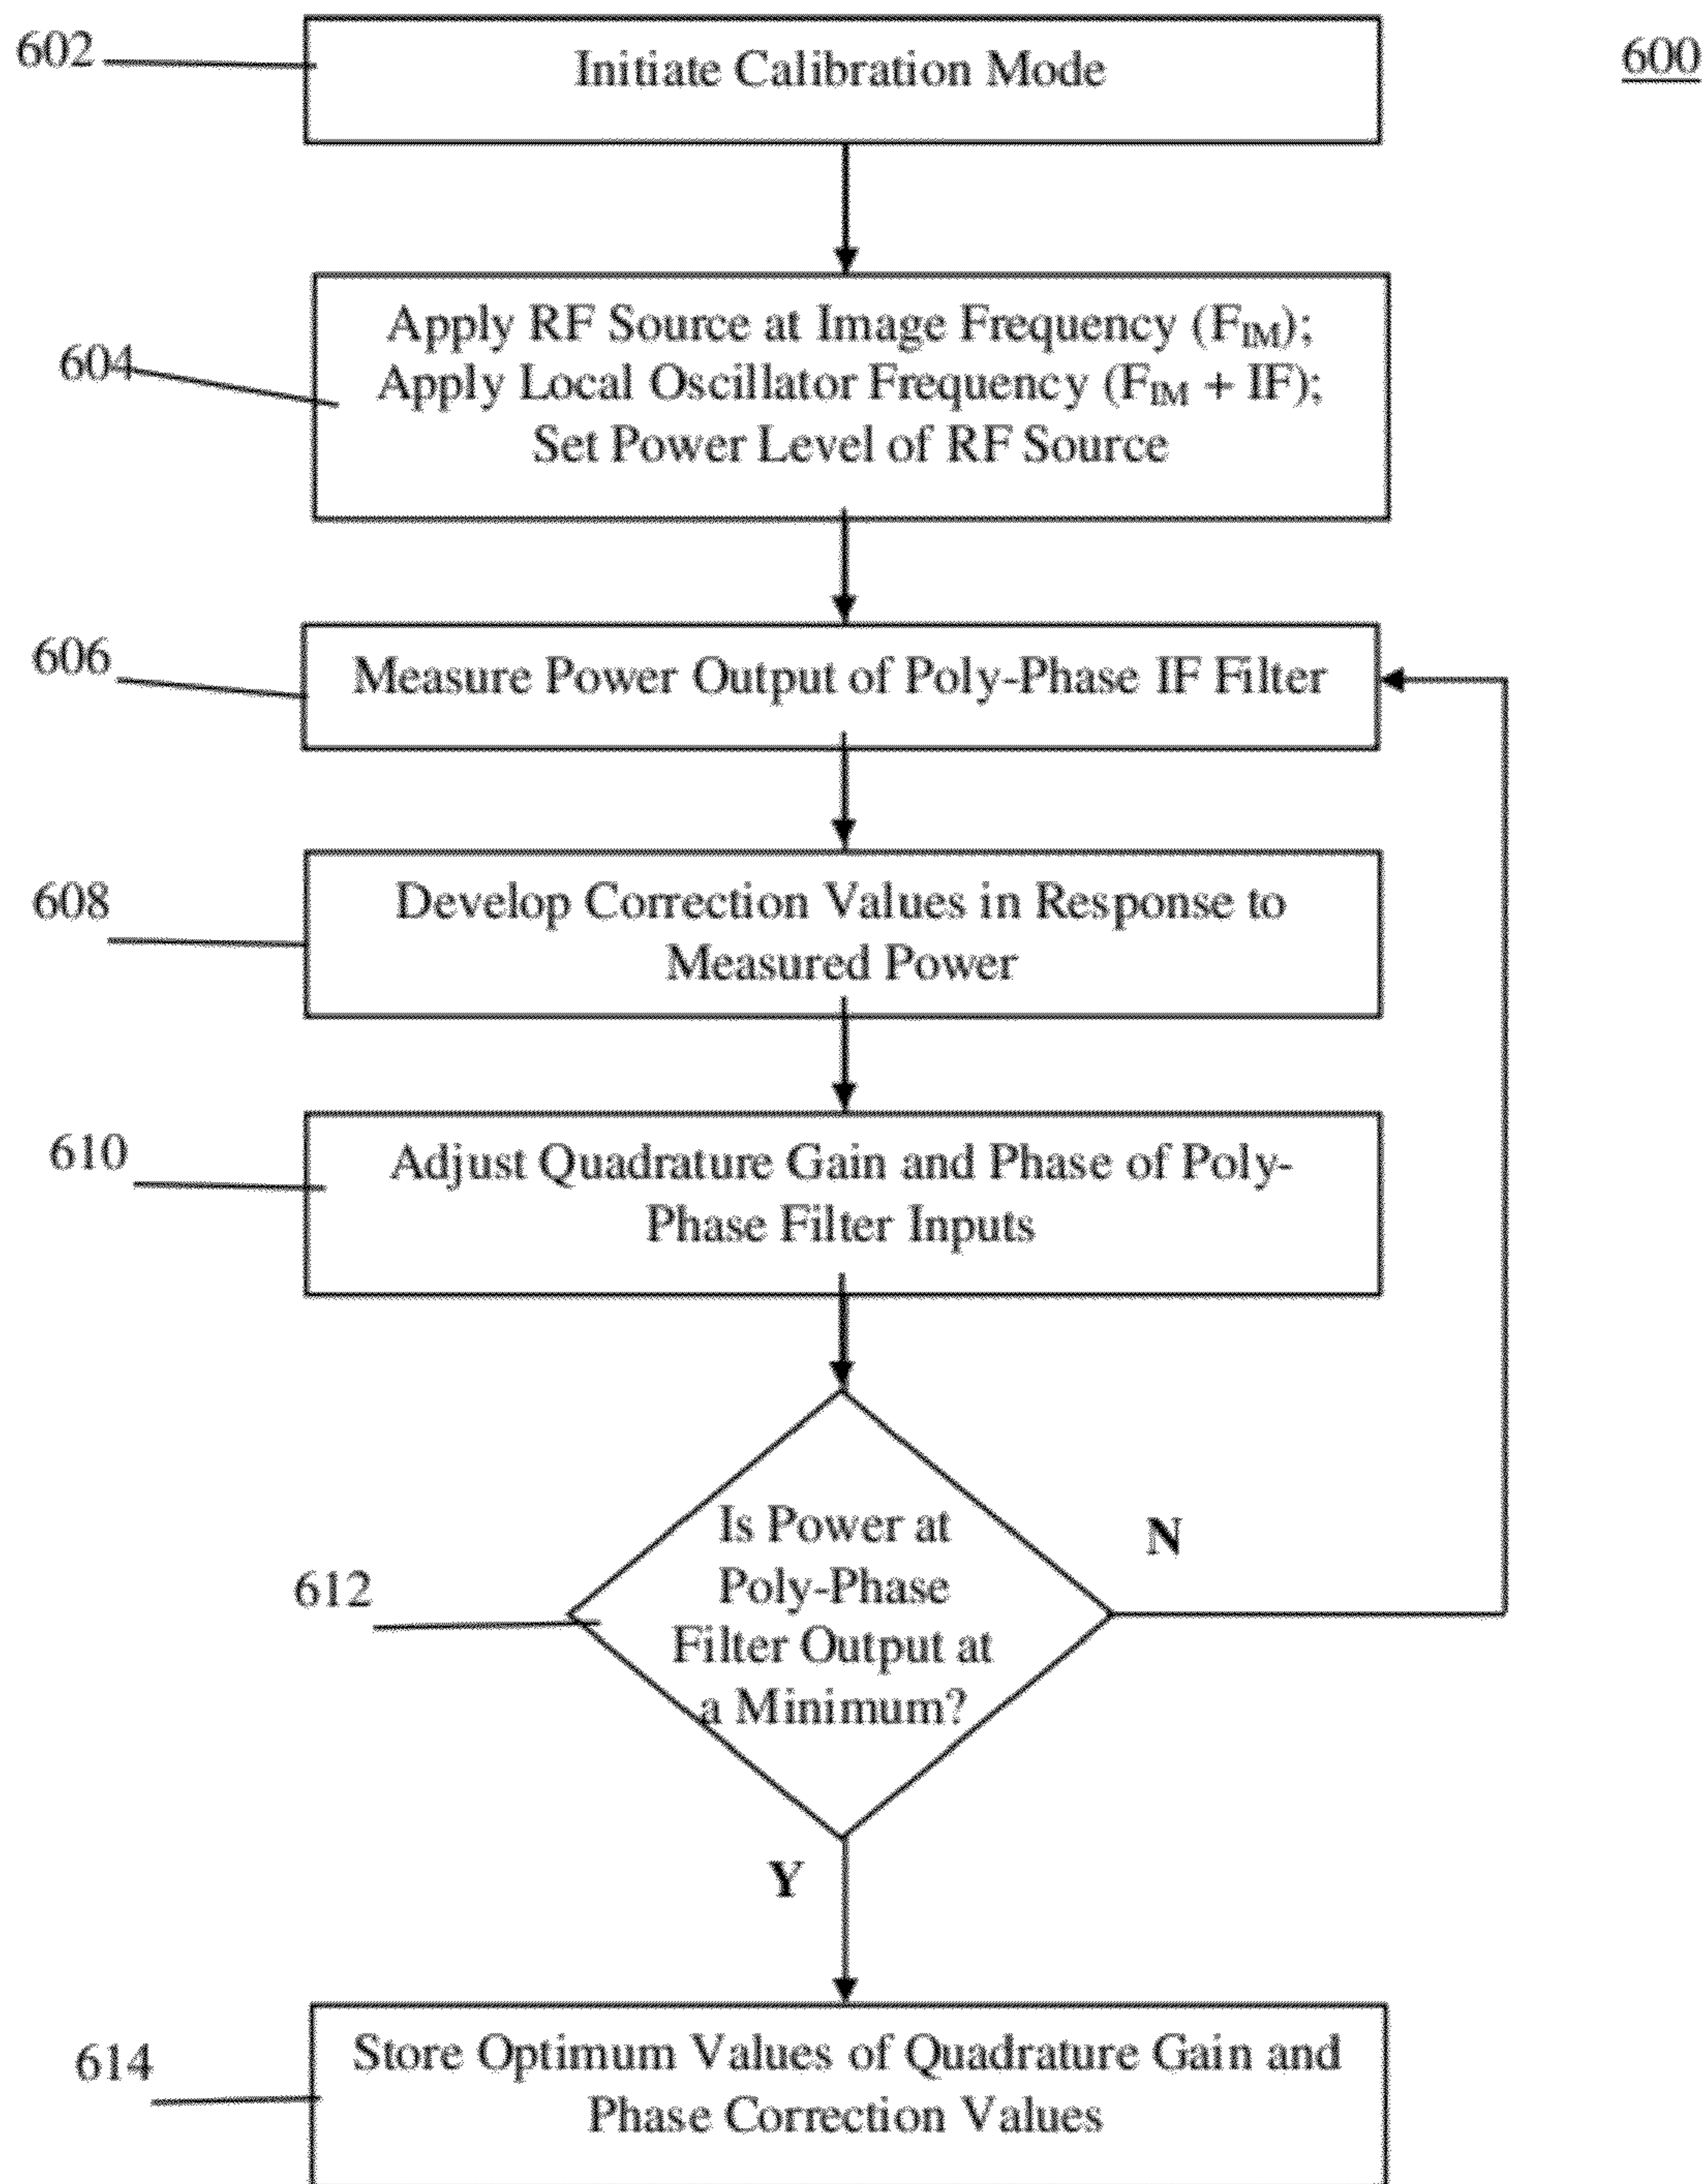 602
Initiate Calibration Mode
600
604
Apply RF Source at Image Frequency (FIM);
Apply Local Oscillator Frequency (FIM + IF);
Set Power Level of RF Source
606
Measure Power Output of Poly-Phase IF Filter
608
Develop Correction Values in Response to
Measured Power
610
Adjust Quadrature Gain and Phase of Poly-
Phase Filter Inputs
612
Is Power at
Poly-Phase
Filter Output at
a Minimum?
N
Y
614
Store Optimum Values of Quadrature Gain and
Phase Correction Values